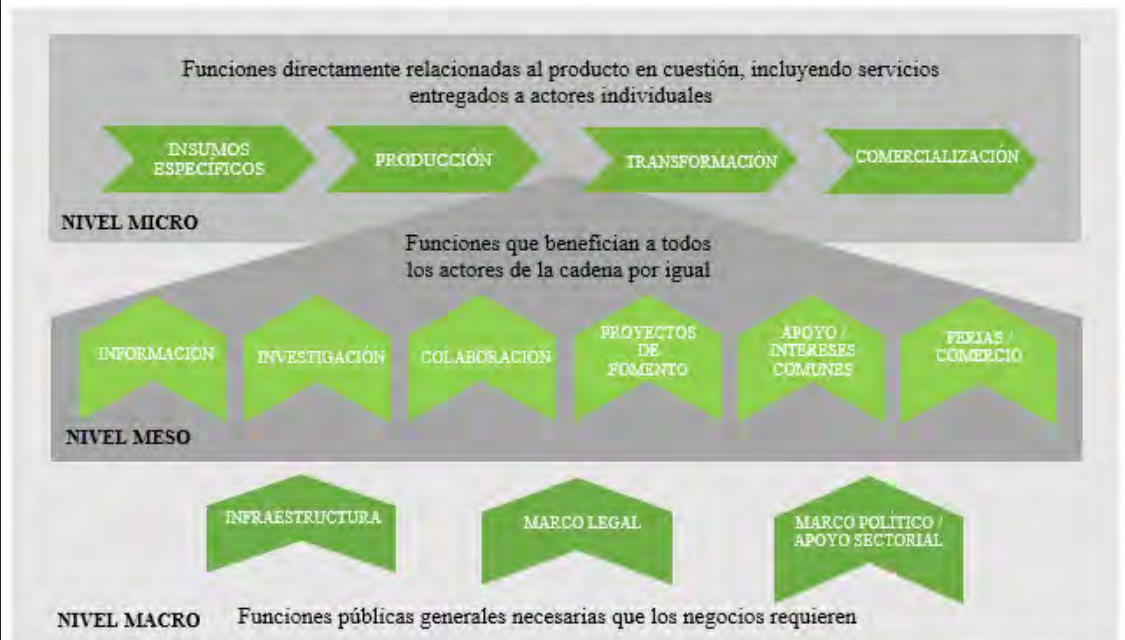 Funciones directamente relacionadas al producto en cuestión, incluyendo servicios
entregados a actores individuales
INSUMOS
ESPECÍFICOS
PRODUCCIÓN
TRANSFORMACIÓN
COMERCIALIZACIÓN
NIVEL MICRO
Funciones que benefician a todos
los actores de la cadena por igual
INFORMACIÓN
INVESTIGACIÓN
COLABORACIÓN
PROYECTOS
DE
FOMENTO
APOYO /
INTERESES
COMUNES
FERIAS /
COMERCIO
NIVEL MESO
INFRAESTRUCTURA
MARCO LEGAL
MARCO POLÍTICO /
APOYO SECTORIAL
NIVEL MACRO Funciones públicas generales necesarias que los negocios requieren